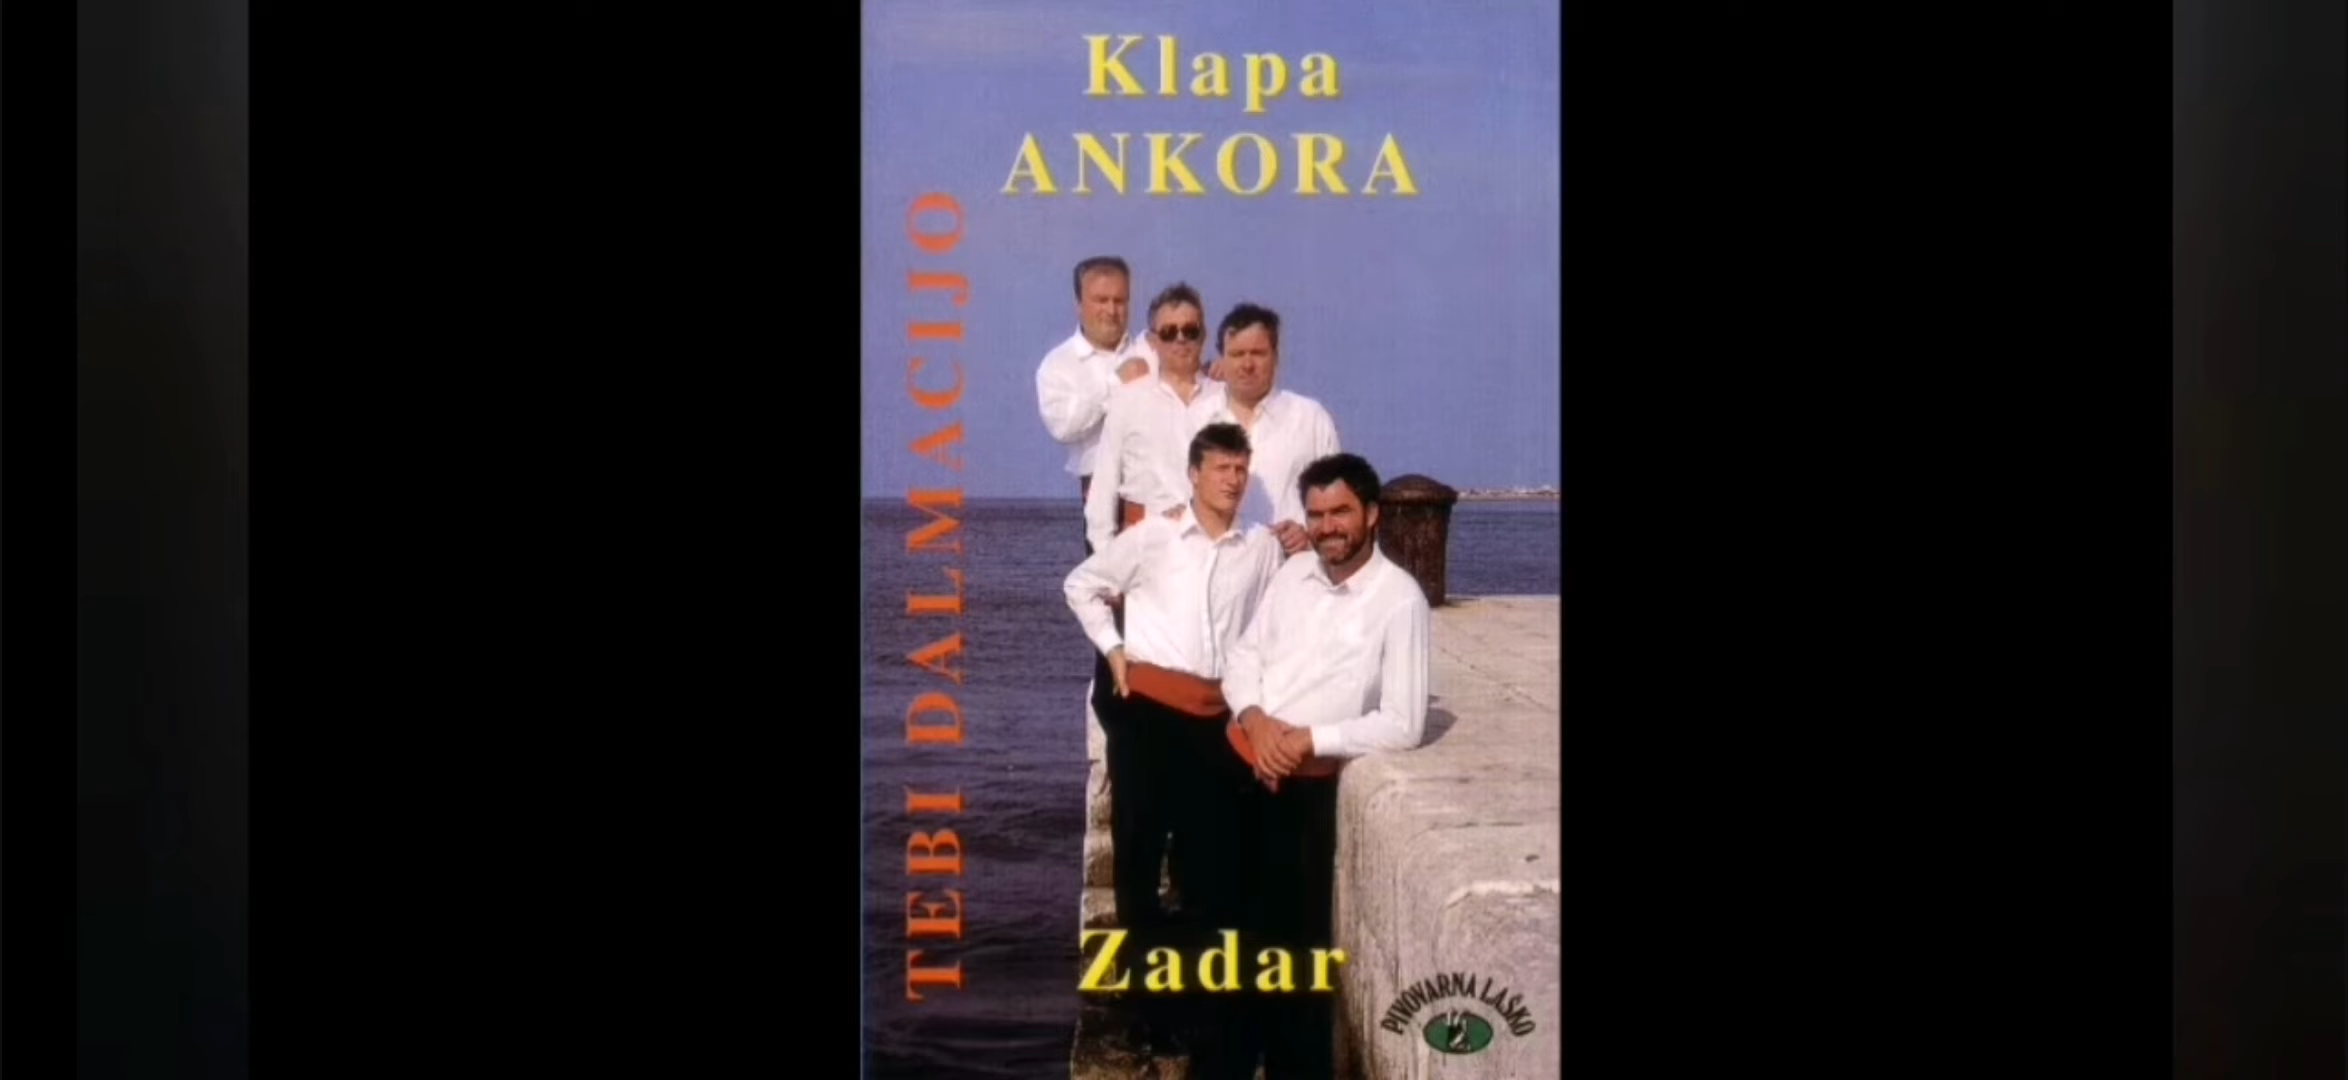 Klapa
ANKORA
TEBI DALMACIJO
Zadar
PIVOVARNA LAŠKO